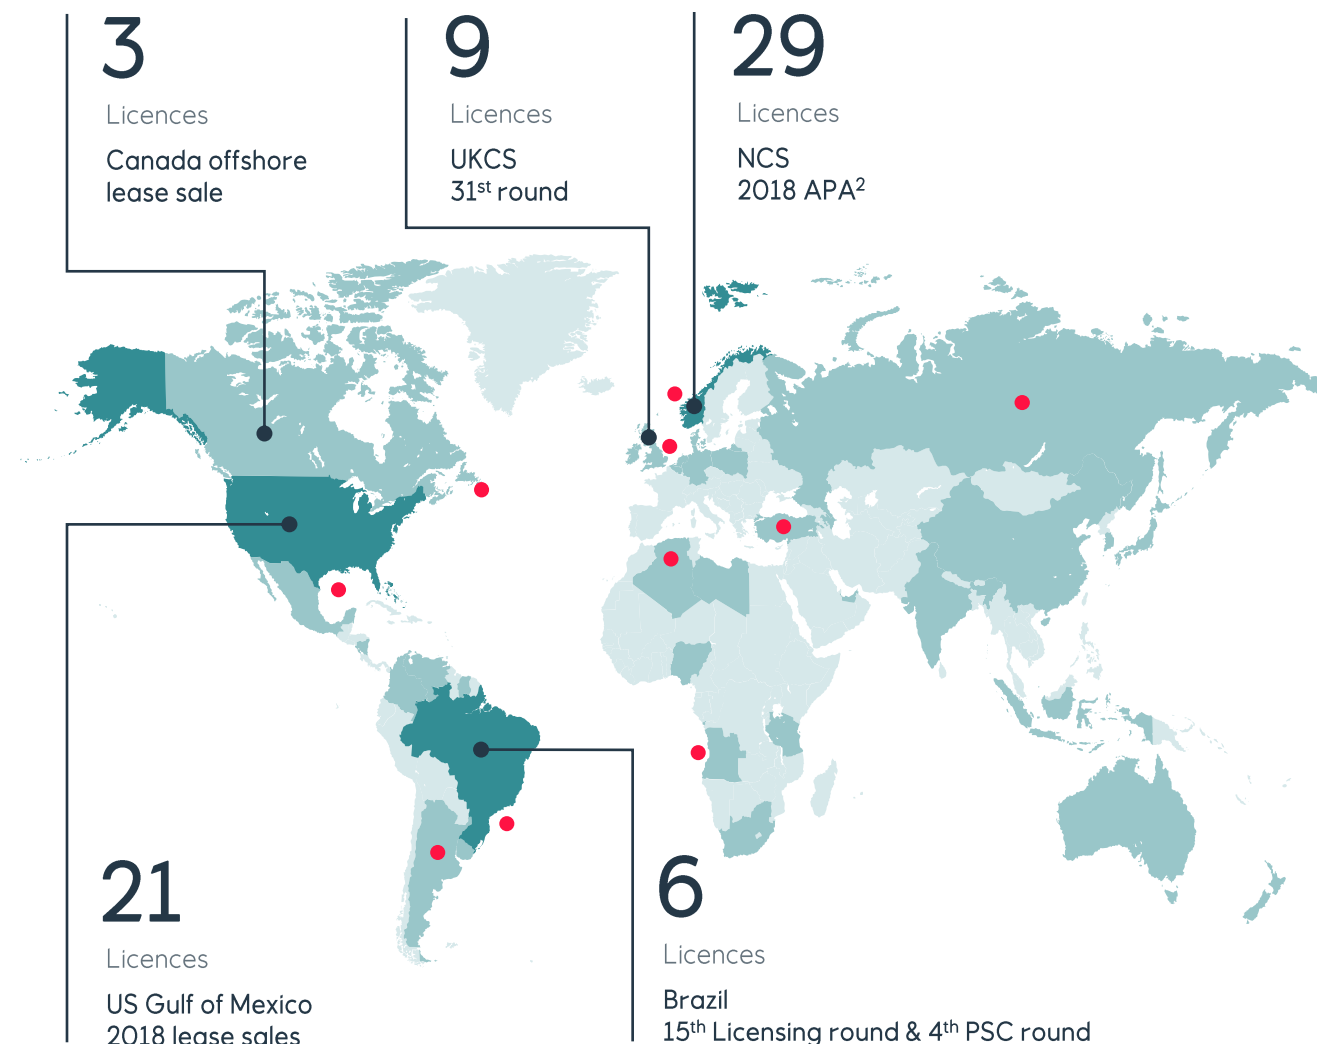 3
Licences
Canada offshore
lease sale
9
Licences
UKCS
31st round
29
Licences
NCS
2018 APA2
21
Licences
US Gulf of Mexico
2018 lease sales
6
Licences
Brazil
15th Licensing round & 4th PSC round